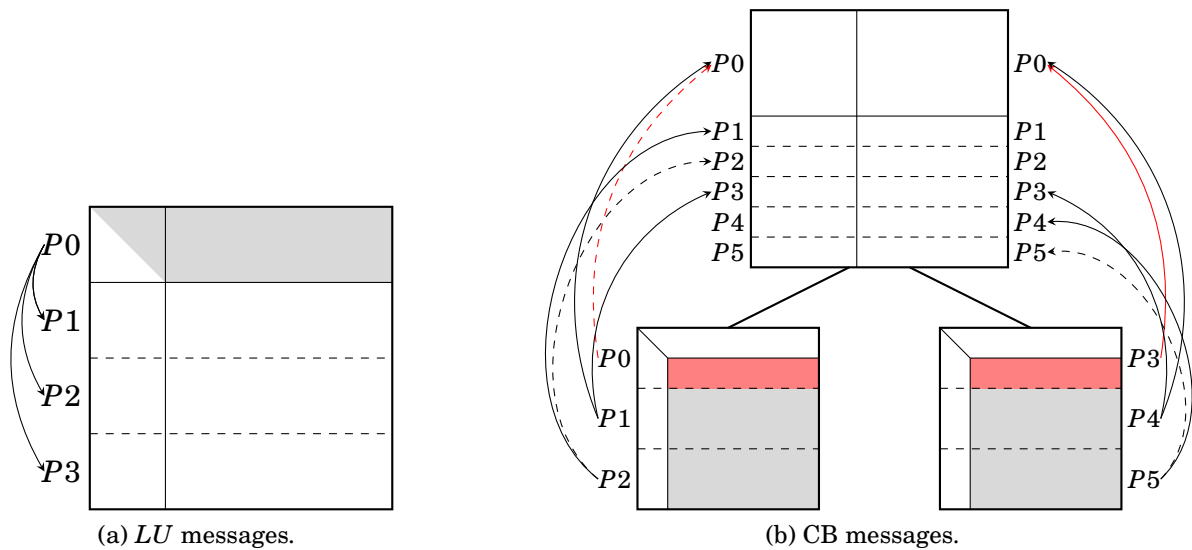 P0
P1
P2
P3
(a) LU messages.
P0 P0
P1 P1
P2 P2
P3 P3
P4 P4
P5 P5
P0 P3
P1 P4
P2 P5
(b) CB messages.